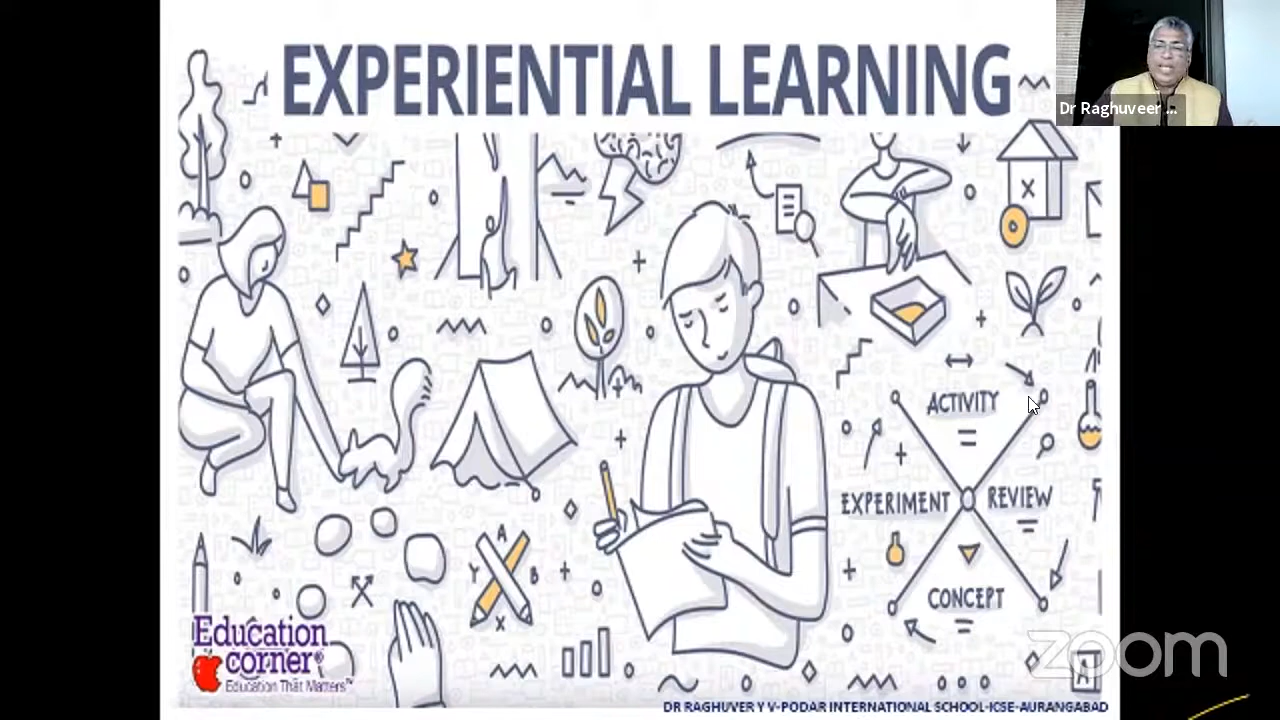 EXPERIENTIAL LEARNING
Dr Raghuveer ...
X
ACTIVITY
EXPERIMENT
REVIEW
CONCEPT
A
Y
B
X
Education
corner®
Education That Matters™
zoom
A
DR RAGHUVER Y V-PODAR INTERNATIONAL SCHOOL-ICSE-AURANGABAD